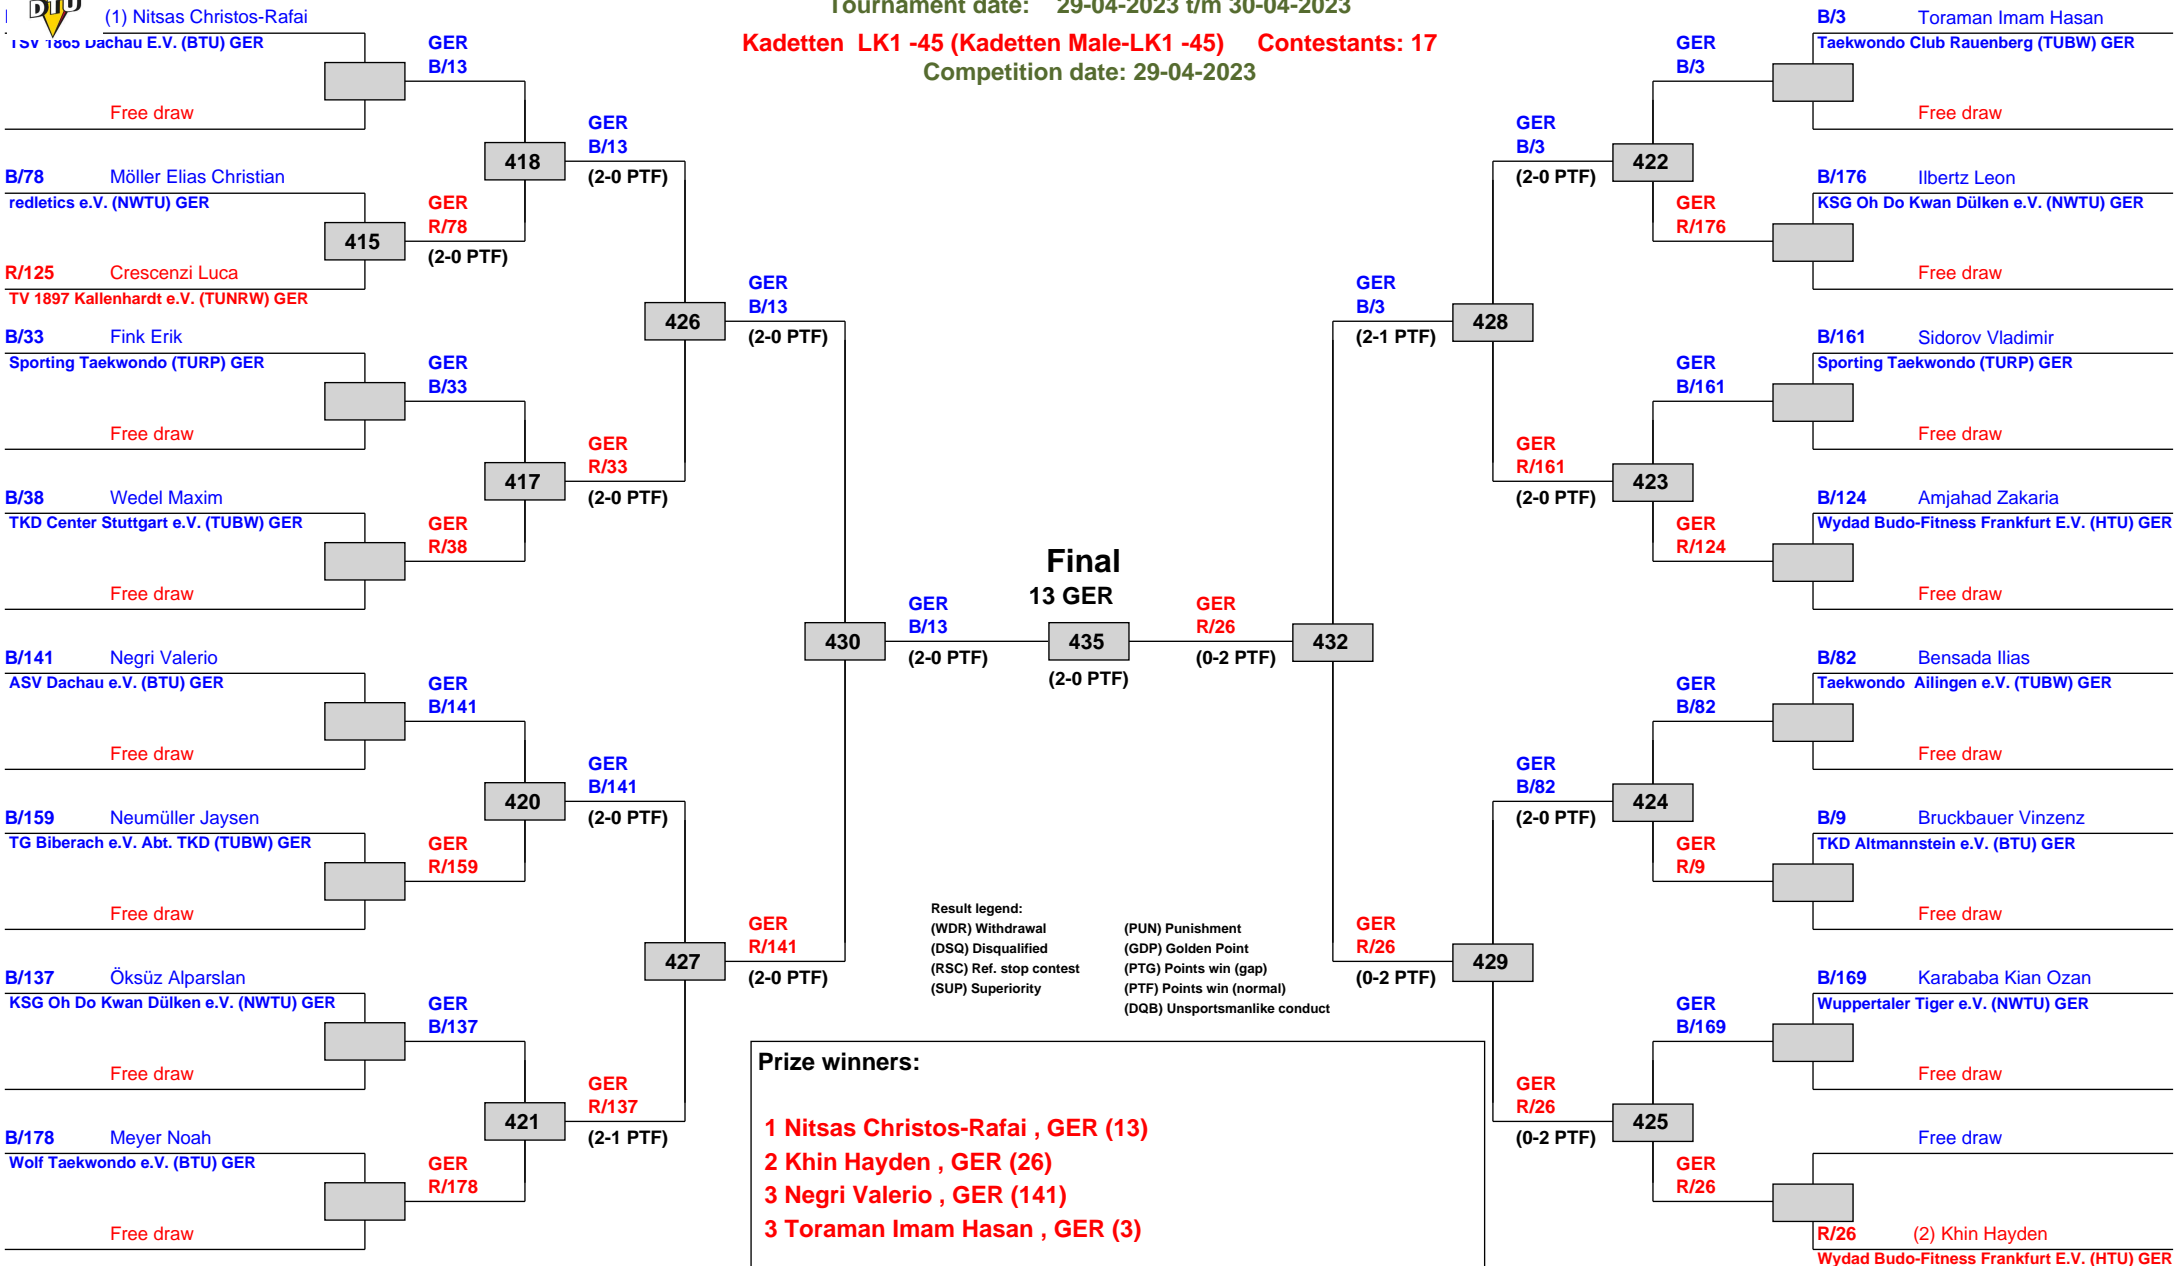 DTU
Tournament date: 29-04-2023 t/m 30-04-2023
Kadetten LK1 -45 (Kadetten Male-LK1 -45) Contestants: 17
Competition date: 29-04-2023
(1) Nitsas Christos-Rafai
TSV 1865 Dachau E.V. (BTU) GER
Free draw
B/78 Möller Elias Christian
redletics e.V. (NWTU) GER
R/125 Crescenzi Luca
TV 1897 Kallenhardt e.V. (TUNRW) GER
B/33 Fink Erik
Sporting Taekwondo (TURP) GER
Free draw
B/38 Wedel Maxim
TKD Center Stuttgart e.V. (TUBW) GER
Free draw
B/141 Negri Valerio
ASV Dachau e.V. (BTU) GER
Free draw
B/159 Neumüller Jaysen
TG Biberach e.V. Abt. TKD (TUBW) GER
Free draw
B/137 Öksüz Alparslan
KSG Oh Do Kwan Dülken e.V. (NWTU) GER
Free draw
B/178 Meyer Noah
Wolf Taekwondo e.V. (BTU) GER
Free draw
415
GER
B/13
GER
R/78
(2-0 PTF)
GER
B/33
GER
R/38
GER
B/141
GER
R/159
GER
B/137
GER
R/178
418
417
420
421
GER
B/13
(2-0 PTF)
GER
R/33
(2-0 PTF)
GER
B/141
(2-0 PTF)
GER
R/137
(2-1 PTF)
426
427
GER
B/13
(2-0 PTF)
GER
R/141
(2-0 PTF)
430
GER
B/13
(2-0 PTF)
Final
13 GER
435
(2-0 PTF)
GER
R/26
(0-2 PTF)
432
GER
B/3
(2-1 PTF)
GER
R/26
(0-2 PTF)
428
429
GER
B/3
(2-0 PTF)
GER
R/161
(2-0 PTF)
GER
B/82
(2-0 PTF)
GER
R/26
(0-2 PTF)
422
423
424
425
GER
B/3
GER
R/176
GER
B/161
GER
R/124
GER
B/82
GER
R/9
GER
B/169
GER
R/26
B/3 Toraman Imam Hasan
Taekwondo Club Rauenberg (TUBW) GER
Free draw
B/176 Ilbertz Leon
KSG Oh Do Kwan Dülken e.V. (NWTU) GER
Free draw
B/161 Sidorov Vladimir
Sporting Taekwondo (TURP) GER
Free draw
B/124 Amjahad Zakaria
Wydad Budo-Fitness Frankfurt E.V. (HTU) GER
Free draw
B/82 Bensada Ilias
Taekwondo Ailingen e.V. (TUBW) GER
Free draw
B/9 Bruckbauer Vinzenz
TKD Altmannstein e.V. (BTU) GER
Free draw
B/169 Karababa Kian Ozan
Wuppertaler Tiger e.V. (NWTU) GER
Free draw
Free draw
R/26 (2) Khin Hayden
Wydad Budo-Fitness Frankfurt E.V. (HTU) GER
Result legend:
(WDR) Withdrawal (PUN) Punishment
(DSQ) Disqualified (GDP) Golden Point
(RSC) Ref. stop contest (PTG) Points win (gap)
(SUP) Superiority (PTF) Points win (normal)
(DQB) Unsportsmanlike conduct
Prize winners:
1 Nitsas Christos-Rafai , GER (13)
2 Khin Hayden , GER (26)
3 Negri Valerio , GER (141)
3 Toraman Imam Hasan , GER (3)